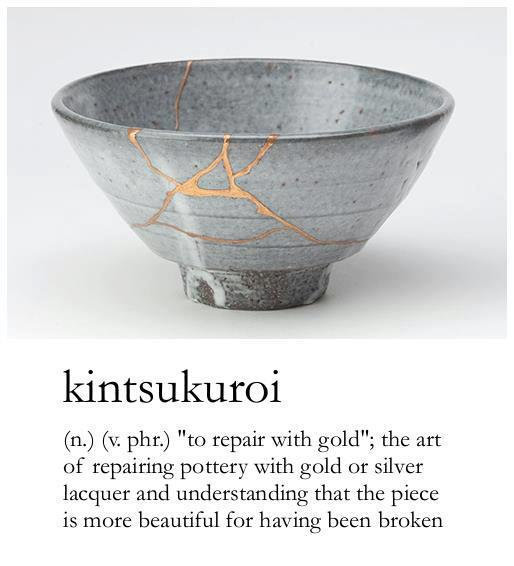 kintsukuroi
(n.) (v. phr.) "to repair with gold"; the art
of repairing pottery with gold or silver
lacquer and understanding that the piece
is more beautiful for having been broken